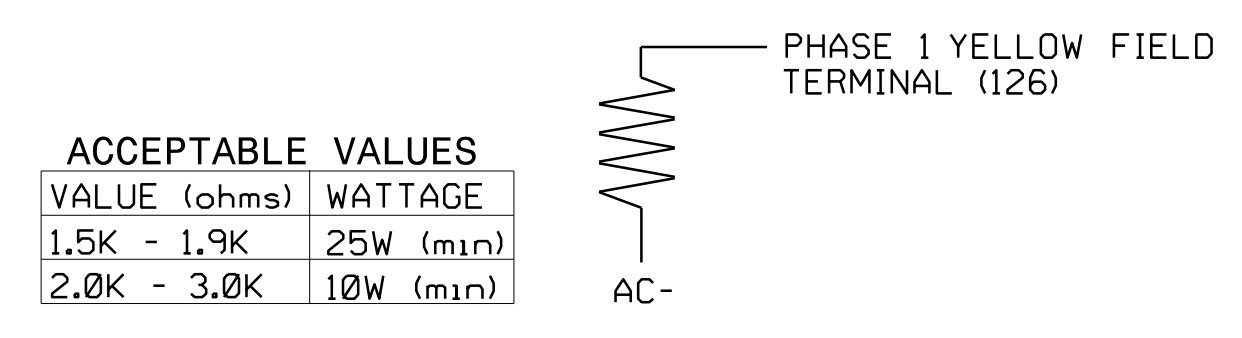 PHASE 1 YELLOW FIELD
TERMINAL (126)
ACCEPTABLE VALUES
VALUE (ohms) WATTAGE
1.5K - 1.9K 25W (min)
2.0K - 3.0K 10W (min)
AC-